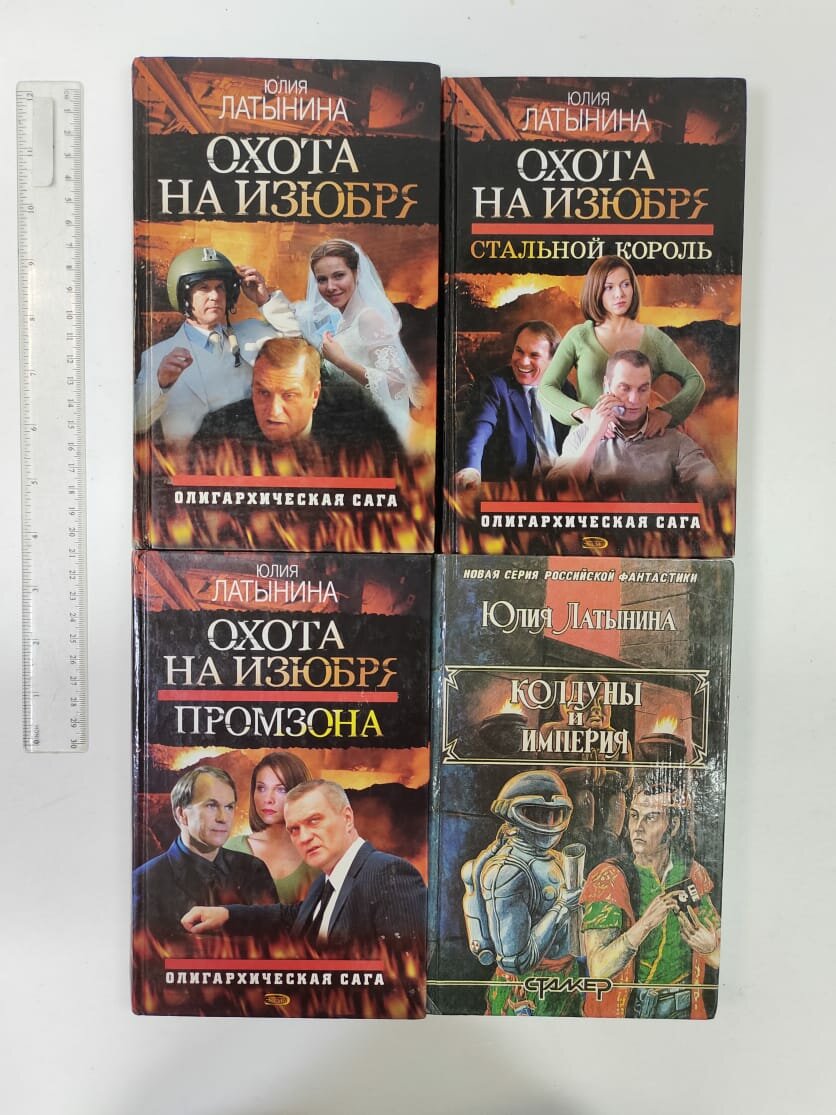 ЮЛИЯ
ЛАТЫНИНА
ОХОТА
НА ИЗЮБРЯ
ОЛИГАРХИЧЕСКАЯ САГА
ЮЛИЯ
ЛАТЫНИНА
ОХОТА
НА ИЗЮБРЯ
СТАЛЬНОЙ КОРОЛЬ
ОЛИГАРХИЧЕСКАЯ САГА
ЮЛИЯ
ЛАТЫНИНА
ОХОТА
НА ИЗЮБРЯ
ПРОМЗОНА
ОЛИГАРХИЧЕСКАЯ САГА
НОВАЯ СЕРИЯ РОССИЙСКОЙ ФАНТАСТИКИ
ЮЛИЯ ЛАТЫНИНА
КОЛДУНЫ
И
ИМПЕРИЯ
СТАЛКЕР